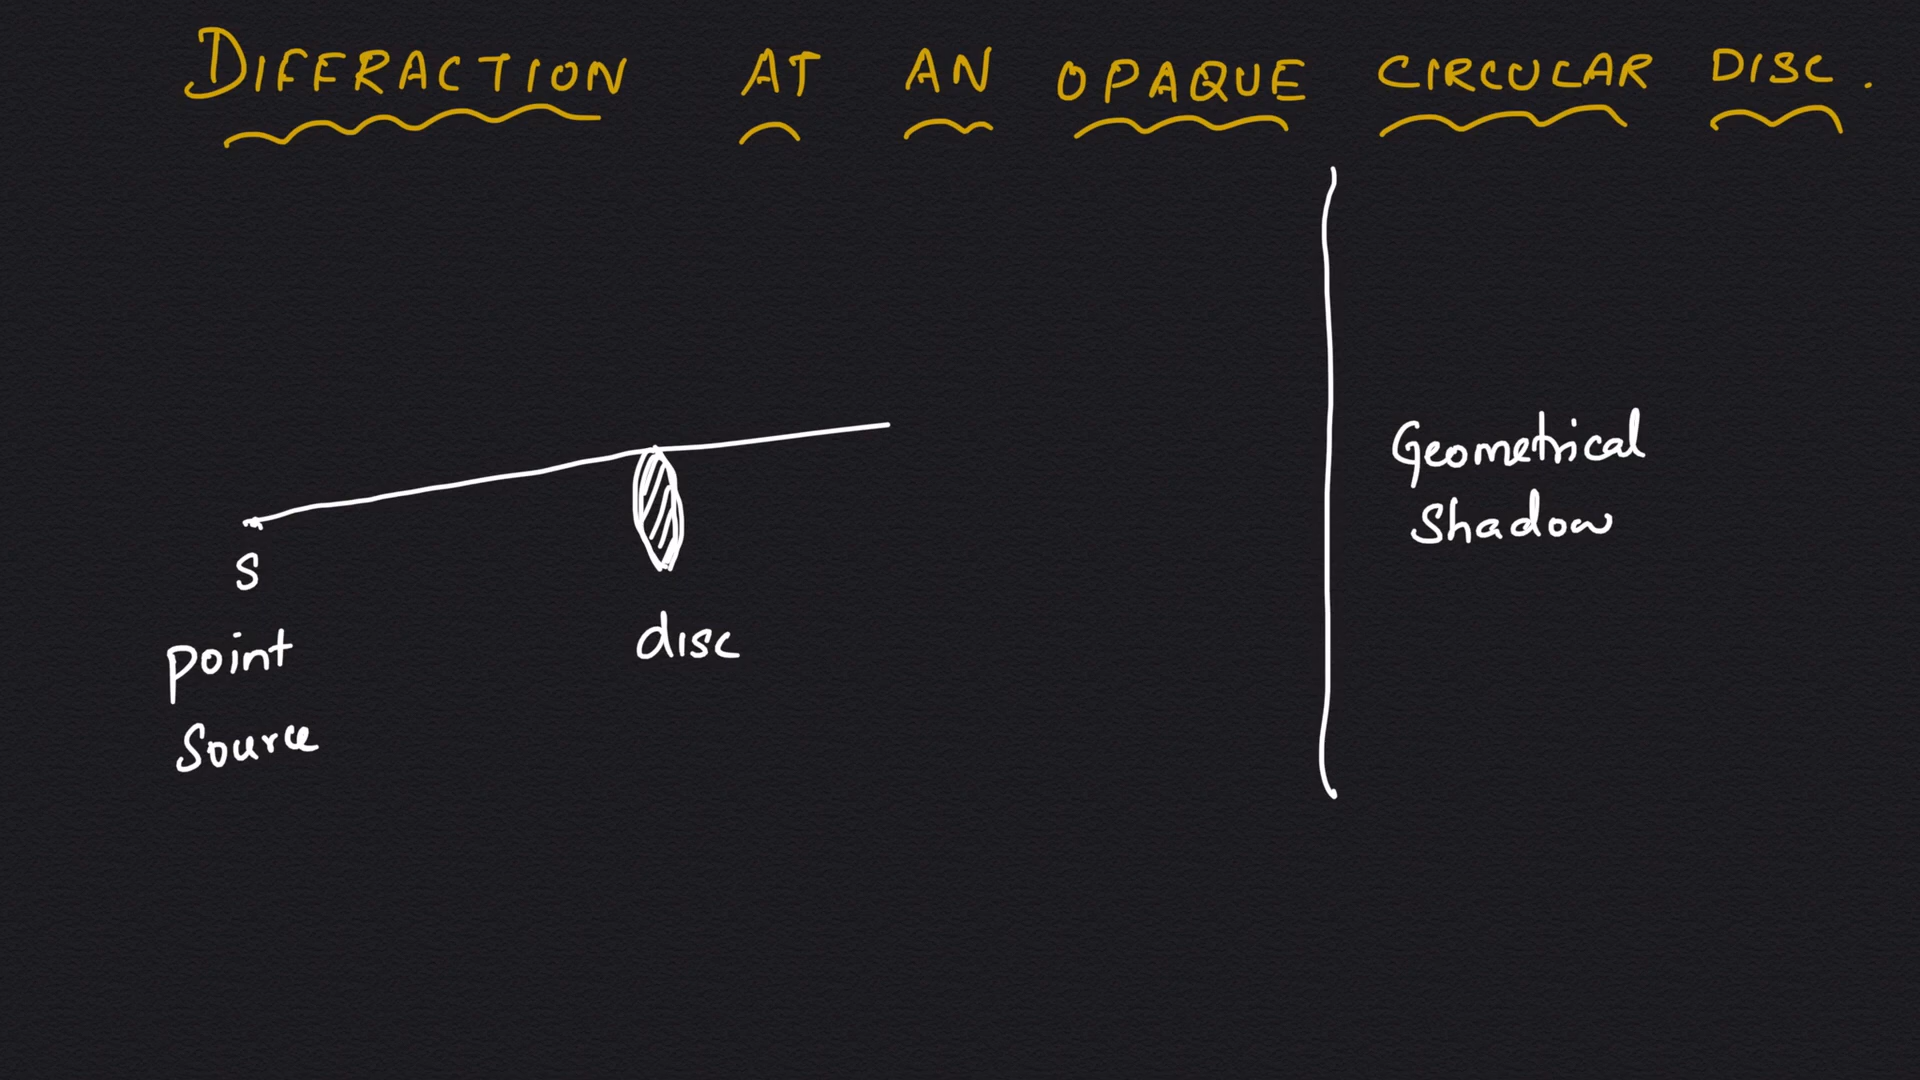 DIFFRACTION AT AN OPAQUE CIRCULAR DISC.
Geometrical
Shadow
S
disc
point
Source